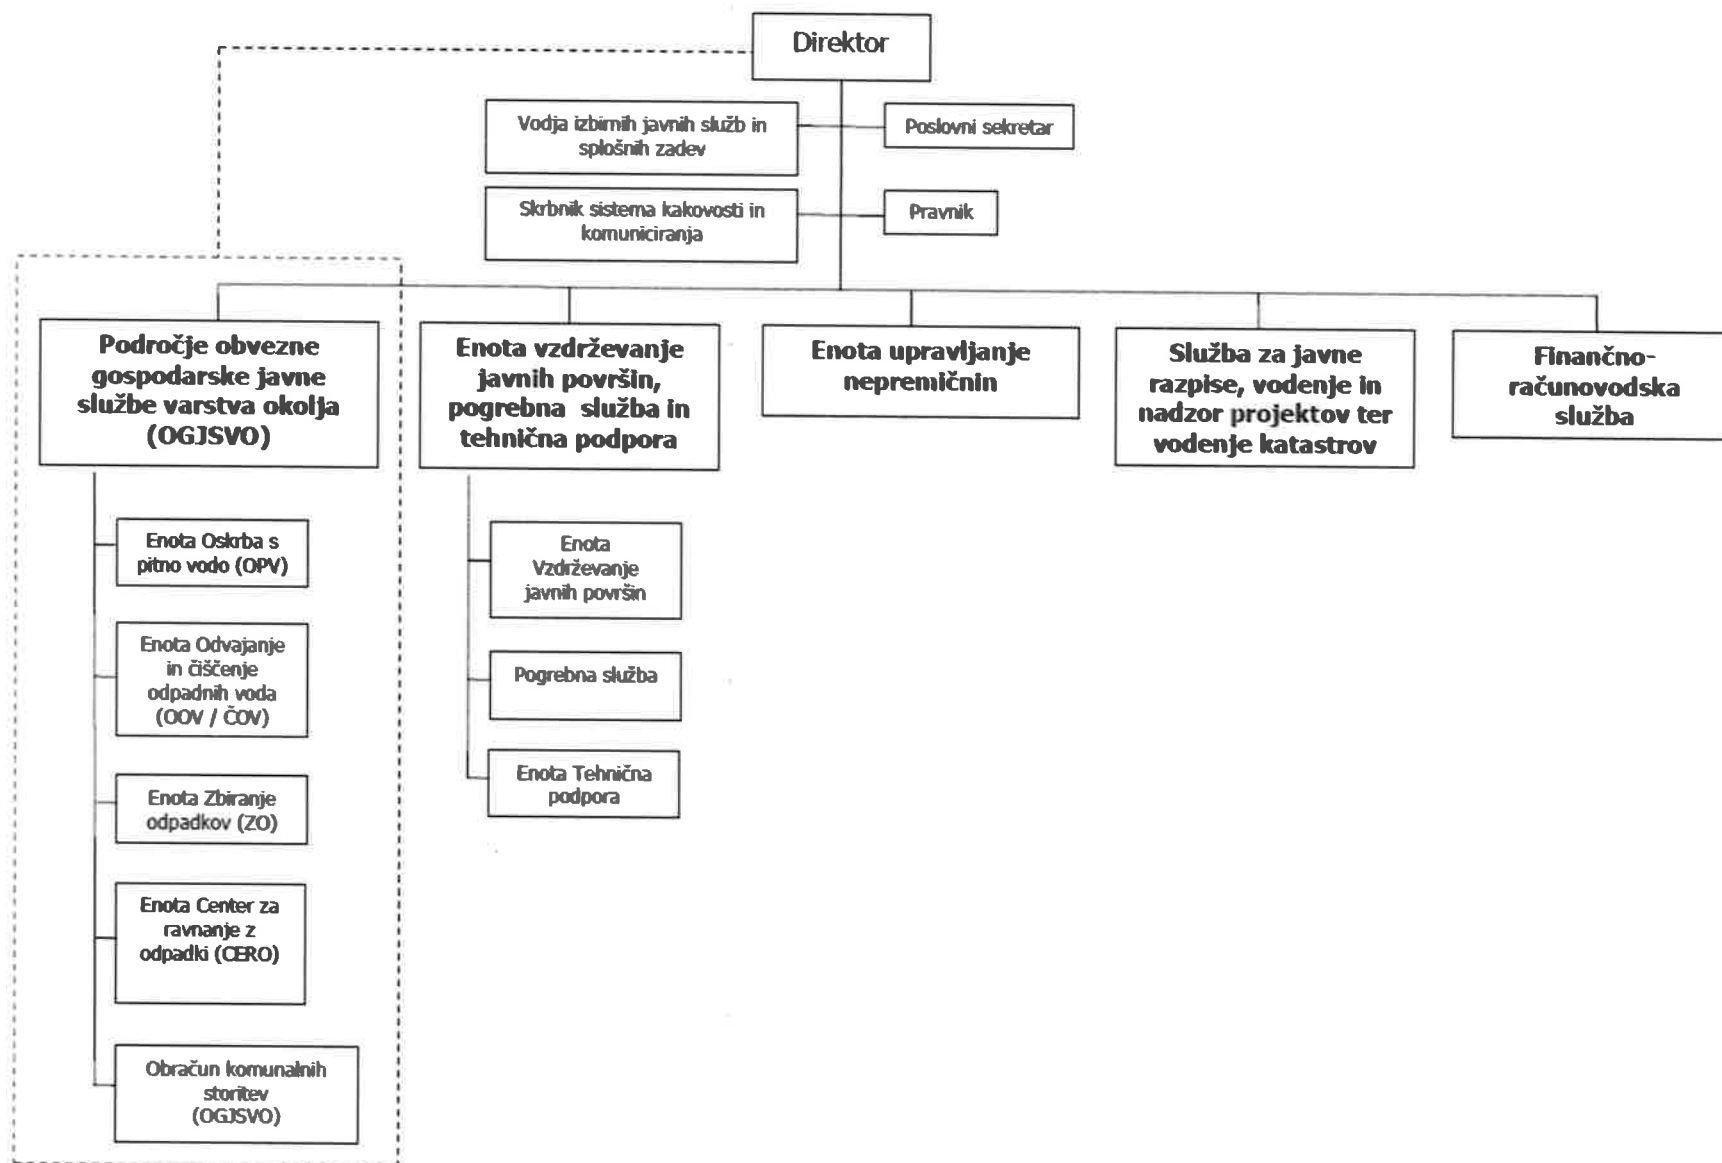 Direktor
Vodja izbirnih javnih služb in
splošnih zadev
Poslovni sekretar
Skrbnik sistema kakovosti in
komuniciranja
Pravnik
Področje obvezne
gospodarske javne
službe varstva okolja
(OGJSVO)
Enota vzdrževanje
javnih površin,
pogrebna služba in
tehnična podpora
Enota upravljanje
nepremičnin
Služba za javne
razpise, vodenje in
nadzor projektov ter
vodenje katastrov
Finančno-
računovodska
služba
Enota Oskrba s
pitno vodo (OPV)
Enota Odvajanje
in čiščenje
odpadnih voda
(OOV / ČOV)
Enota Zbiranje
odpadkov (ZO)
Enota Center za
ravnanje z
odpadki (CERO)
Obračun komunalnih
storitev
(OGJSVO)
Enota
Vzdrževanje
javnih površin
Pogrebna služba
Enota Tehnična
podpora